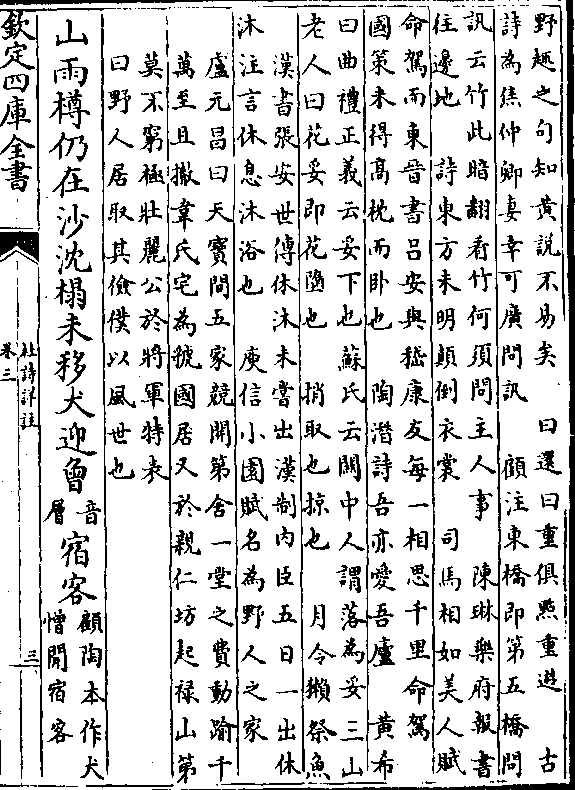 野趣之句知黄説不易矣　曰選曰重俱㸃重遊　古
詩為焦仲卿妻幸可廣問訊　顧注東橋即第五橋問
訊云竹此暗翻看竹何須問主人事　陳琳樂府報書
往邊地　詩東方未明顛倒衣裳　司馬相如美人賦
命駕而東晉書吕安與嵇康友每一相思千里命駕
國策未得髙枕而卧也　陶潛詩吾亦愛吾廬　黄希
曰曲禮正義云妥下也　蘇氏云闗中人謂落為妥三山
老人曰花妥即花隨也　捎取也掠也　月令獺祭魚
漢書張安世傳休沐未嘗出漢制内臣五日一出休
沐注言休息沐浴也　庾信小園賦名為野人之家
盧元昌曰天寶間五家競開第舍一堂之費動踰千
萬至且撤韋氏宅為虢國居又於親仁坊起禄山第
莫不窮極壯麗公於將軍特表
曰野人居取其儉僕以風世也
山雨樽仍在沙沈榻未移犬迎曾音層宿客顧陶本作犬憎閒宿客
欽定四庫全書
杜詩詳註
卷三
三